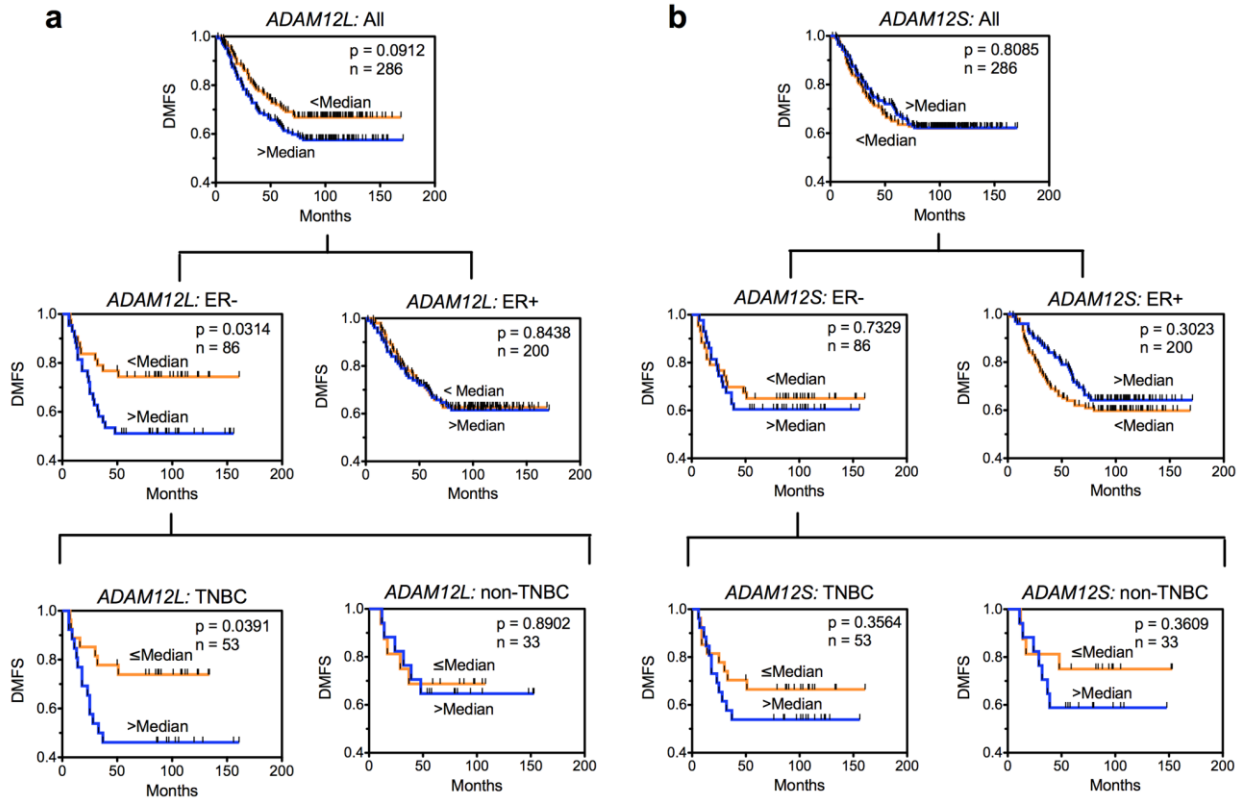 a
ADAM12L: All
1.0
0.8
0.6
0.4
DMFS
p = 0.0912
n = 286
<Median
>Median
0 50 100 150 200
Months
ADAM12L: ER-
1.0
0.8
0.6
0.4
DMFS
p = 0.0314
n = 86
<Median
>Median
0 50 100 150 200
Months
ADAM12L: ER+
1.0
0.8
0.6
0.4
DMFS
p = 0.8438
n = 200
< Median
>Median
0 50 100 150 200
Months
ADAM12L: TNBC
1.0
0.8
0.6
0.4
DMFS
p = 0.0391
n = 53
≤Median
>Median
0 50 100 150 200
Months
ADAM12L: non-TNBC
1.0
0.8
0.6
0.4
DMFS
p = 0.8902
n = 33
≤Median
>Median
0 50 100 150 200
Months
b
ADAM12S: All
1.0
0.8
0.6
0.4
DMFS
p = 0.8085
n = 286
>Median
<Median
0 50 100 150 200
Months
ADAM12S: ER-
1.0
0.8
0.6
0.4
DMFS
p = 0.7329
n = 86
<Median
>Median
0 50 100 150 200
Months
ADAM12S: ER+
1.0
0.8
0.6
0.4
DMFS
p = 0.3023
n = 200
>Median
<Median
0 50 100 150 200
Months
ADAM12S: TNBC
1.0
0.8
0.6
0.4
DMFS
p = 0.3564
n = 53
≤Median
>Median
0 50 100 150 200
Months
ADAM12S: non-TNBC
1.0
0.8
0.6
0.4
DMFS
p = 0.3609
n = 33
≤Median
>Median
0 50 100 150 200
Months